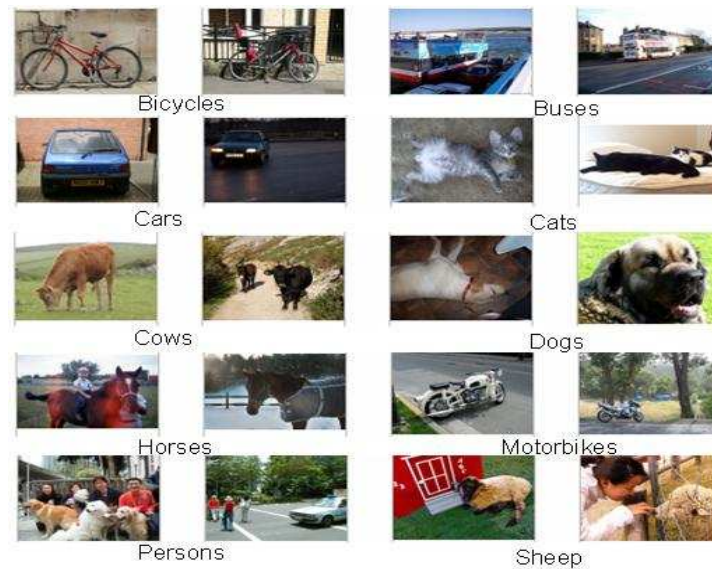 Bicycles
Buses
Cars
Cats
Cows
Dogs
Horses
Motorbikes
Persons
Sheep